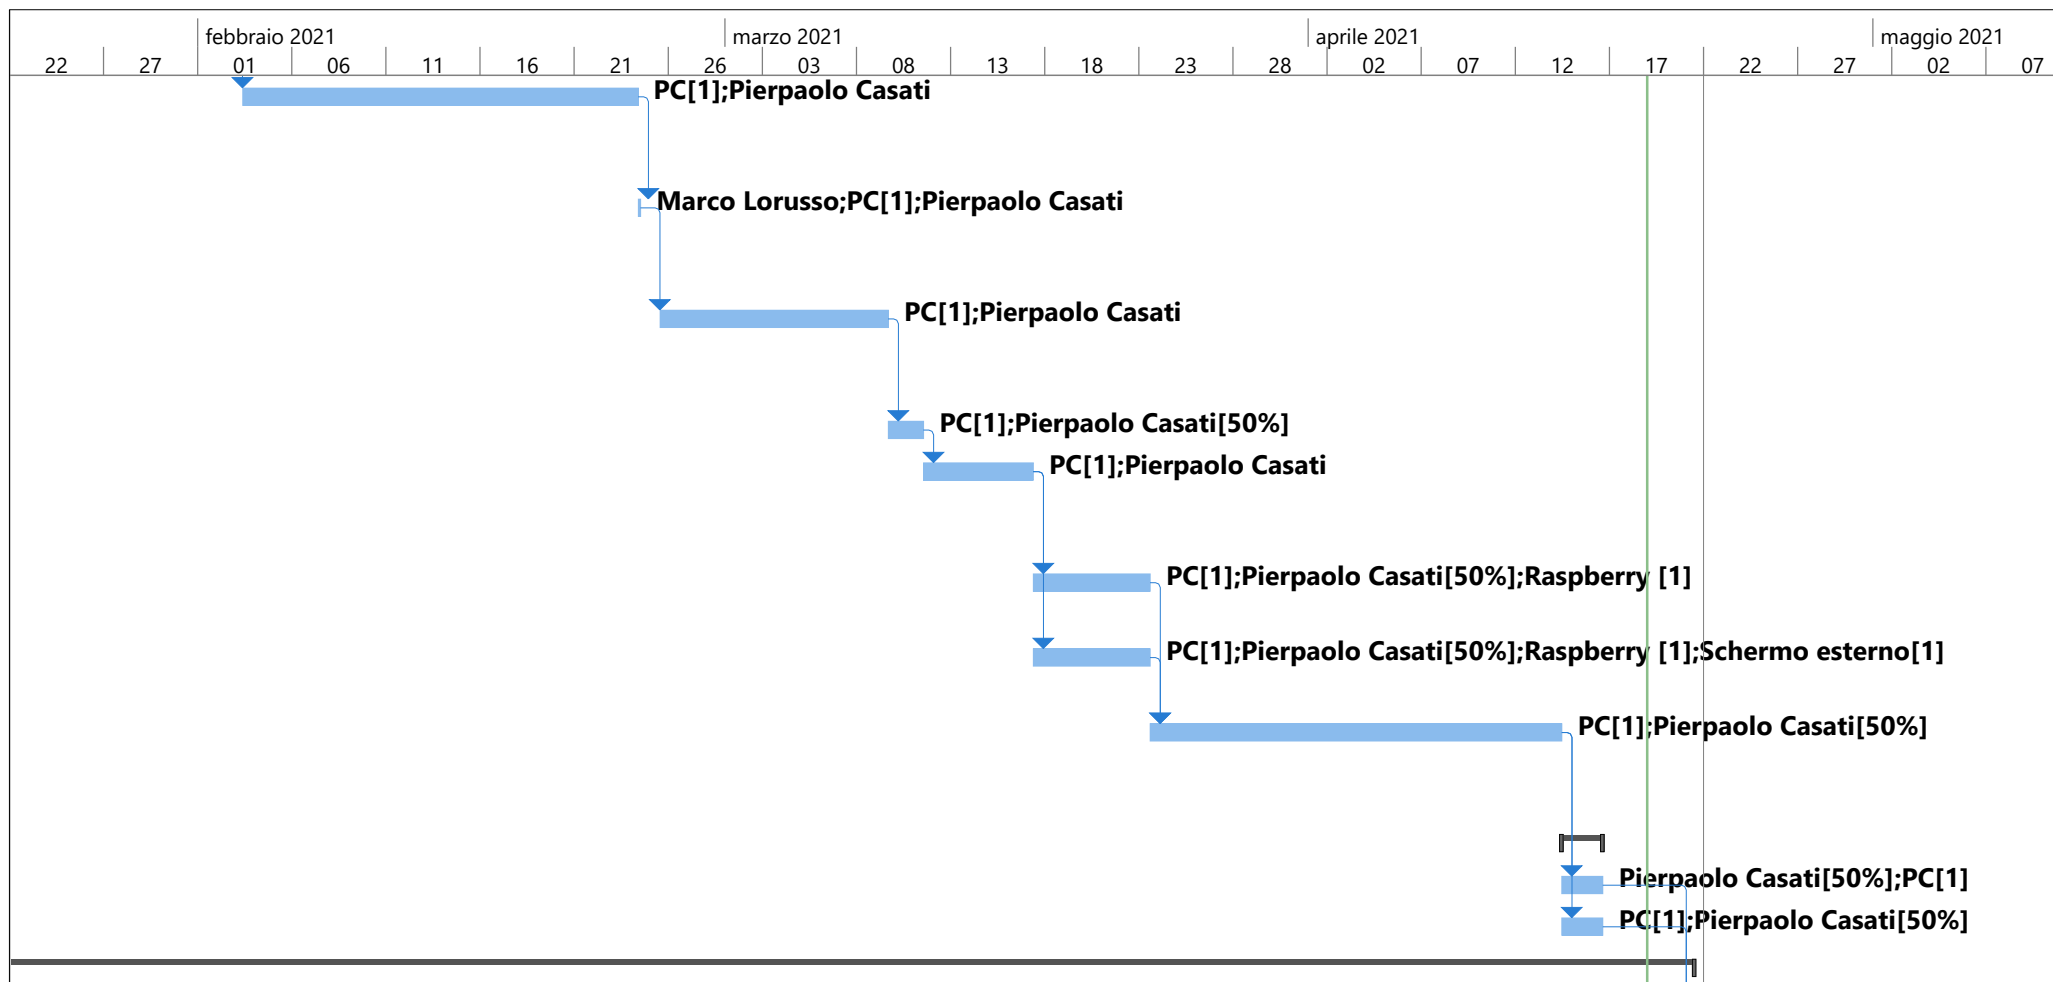 febbraio 2021 marzo 2021 aprile 2021 maggio 2021
22 27 01 06 11 16 21 26 03 08 13 18 23 28 02 07 12 17 22 27 02 07
PC[1];Pierpaolo Casati
Marco Lorusso;PC[1];Pierpaolo Casati
PC[1];Pierpaolo Casati
PC[1];Pierpaolo Casati[50%]
PC[1];Pierpaolo Casati
PC[1];Pierpaolo Casati[50%];Raspberry [1]
PC[1];Pierpaolo Casati[50%];Raspberry [1];Schermo esterno[1]
PC[1];Pierpaolo Casati[50%]
Pierpaolo Casati[50%];PC[1]
PC[1];Pierpaolo Casati[50%]